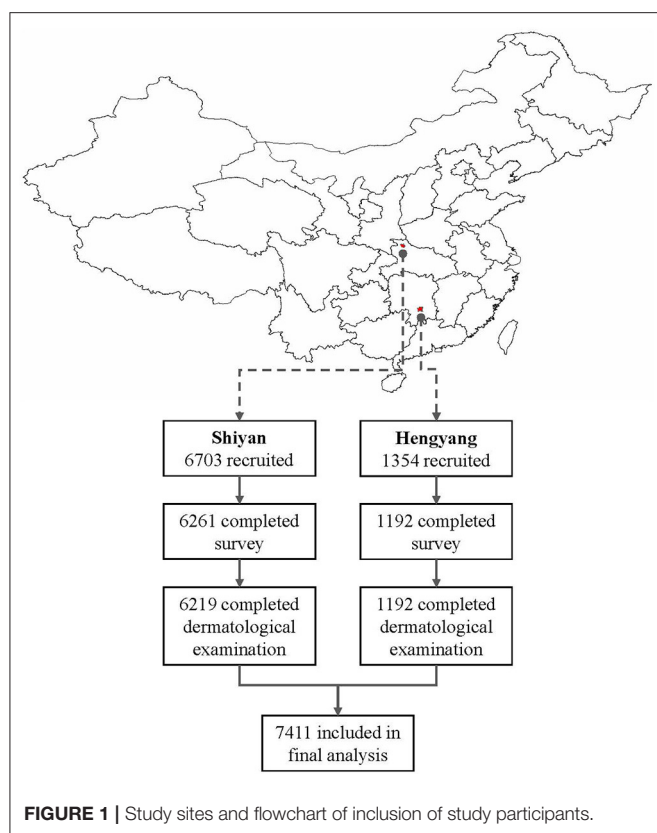 Shiyan
6703 recruited
Hengyang
1354 recruited
6261 completed
survey
1192 completed
survey
6219 completed
dermatological
examination
1192 completed
dermatological
examination
7411 included in
final analysis
FIGURE 1 | Study sites and flowchart of inclusion of study participants.